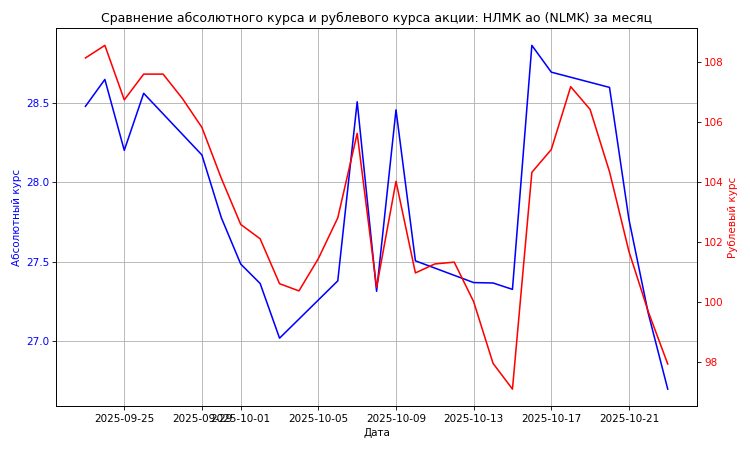 Сравнение абсолютного курса и рублевого курса акции: НЛМК ао (NLMK) за месяц
Абсолютный курс
28.5
28.0
27.5
27.0
108
106
104
102
100
98
Рублевый курс
2025-09-25 2025-09-29 2025-10-01 2025-10-05 2025-10-09 2025-10-13 2025-10-17 2025-10-21
Дата